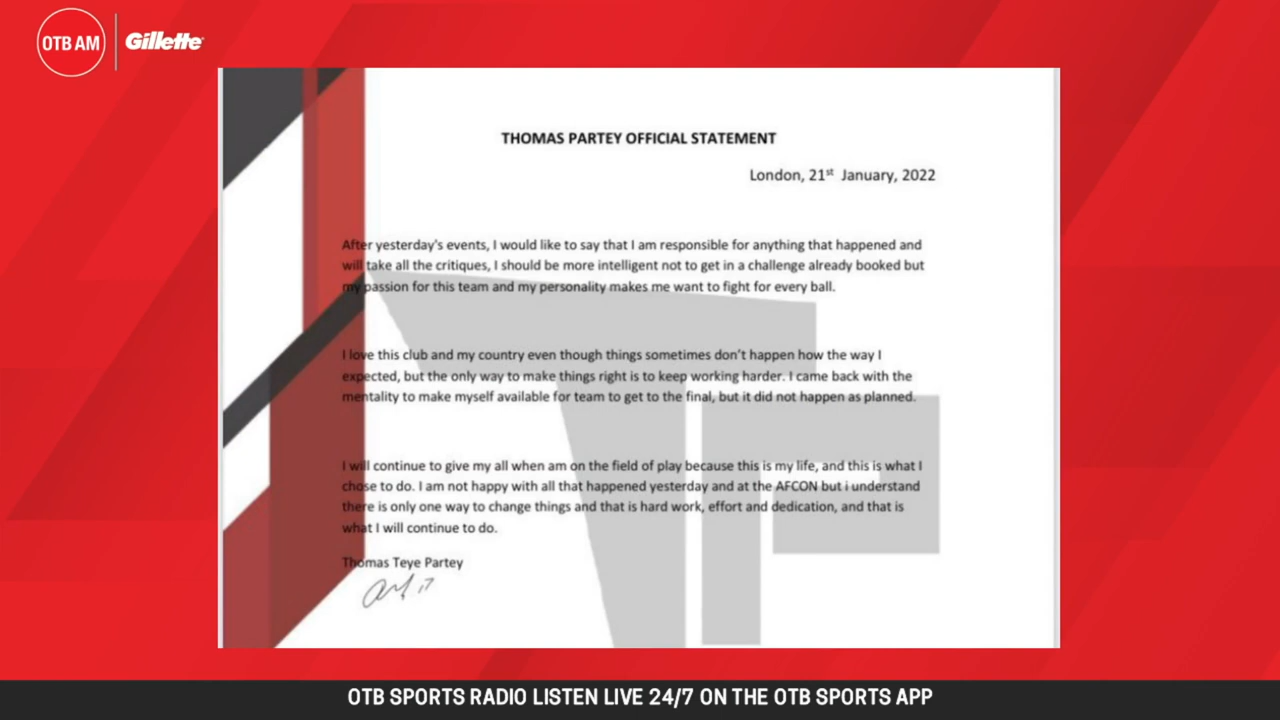 OTB AM
Gillette
THOMAS PARTEY OFFICIAL STATEMENT
London, 21st January, 2022
After yesterday's events, I would like to say that I am responsible for anything that happened and
will take all the critiques, I should be more intelligent not to get in a challenge already booked but
my passion for this team and my personality makes me want to fight for every ball.
I love this club and my country even though things sometimes don't happen how the way I
expected, but the only way to make things right is to keep working harder. I came back with the
mentality to make myself available for team to get to the final, but it did not happen as planned.
I will continue to give my all when am on the field of play because this is my life, and this is what I
chose to do. I am not happy with all that happened yesterday and at the AFCON but i understand
there is only one way to change things and that is hard work, effort and dedication, and that is
what I will continue to do.
Thomas Teye Partey
OTB SPORTS RADIO LISTEN LIVE 24/7 ON THE OTB SPORTS APP